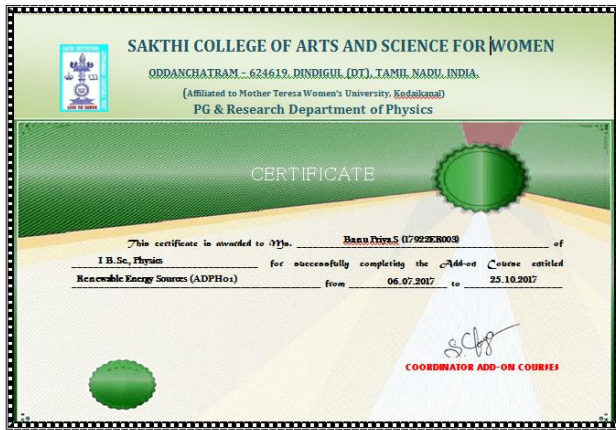 SAKTHI COLLEGE OF ARTS AND SCIENCE FOR WOMEN
ODDANCHATRAM – 624619, DINDIGUL (DT), TAMIL NADU, INDIA.
(Affiliated to Mother Teresa Women's University, Kodaikanal)
PG & Research Department of Physics
LIVE TO SERVE
CERTIFICATE
This certificate is awarded to Ms. Banu Priya.S (17922ER003) of
I B.Sc., Physics for successfully completing the Add-on Course entitled
Renewable Energy Sources (ADPH01) from 06.07.2017 to 25.10.2017
COORDINATOR ADD-ON COURSES